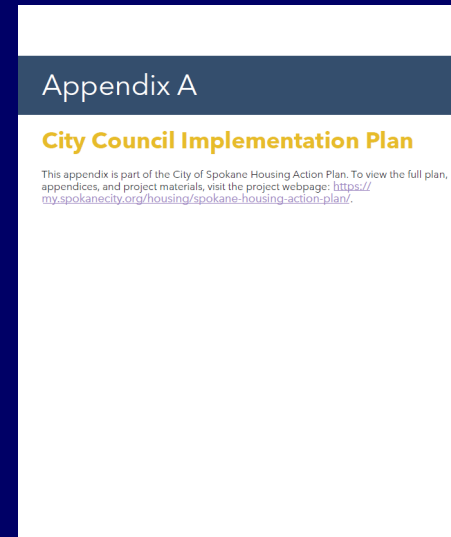 Appendix A
City Council Implementation Plan
This appendix is part of the City of Spokane Housing Action Plan. To view the full plan,
appendices, and project materials, visit the project webpage: https://
my.spokanecity.org/housing/spokane-housing-action-plan/.